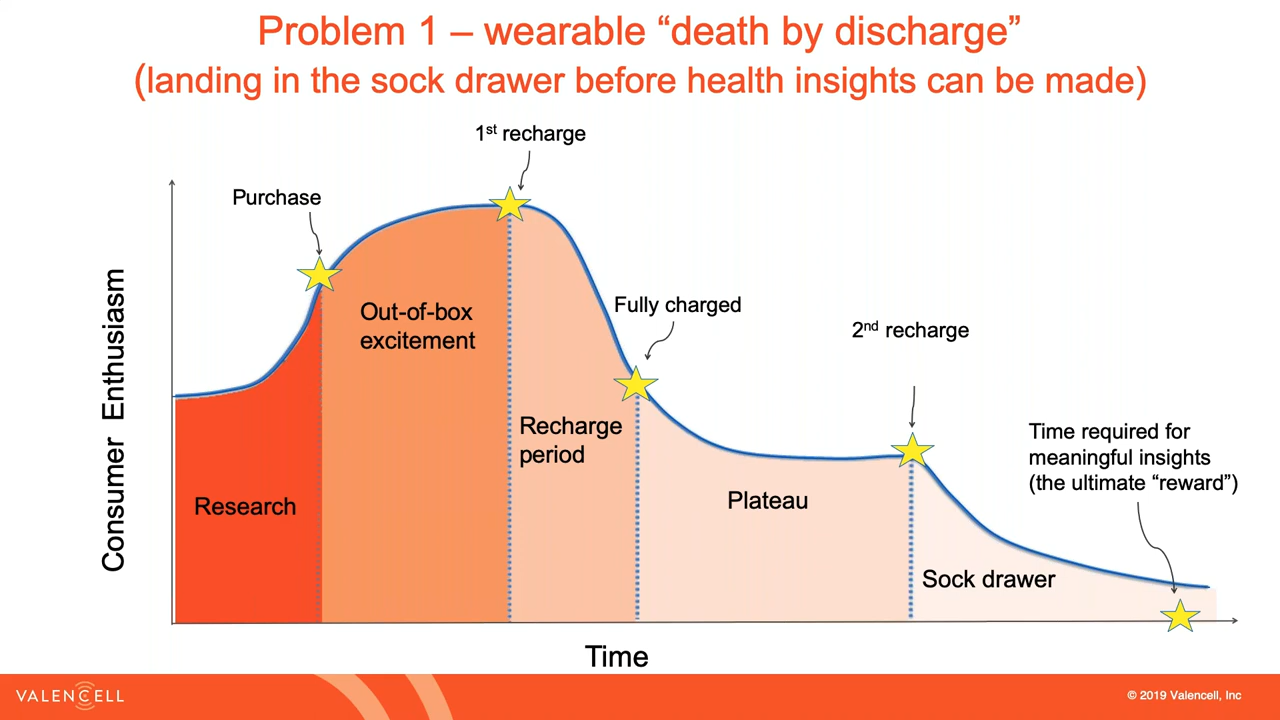 Problem 1 – wearable “death by discharge”
(landing in the sock drawer before health insights can be made)
1st recharge
Purchase
Out-of-box
excitement
Fully charged
2nd recharge
Recharge
period
Time required for
meaningful insights
(the ultimate “reward”)
Research
Plateau
Sock drawer
Consumer Enthusiasm
Time
VALENCELL
© 2019 Valencell, Inc